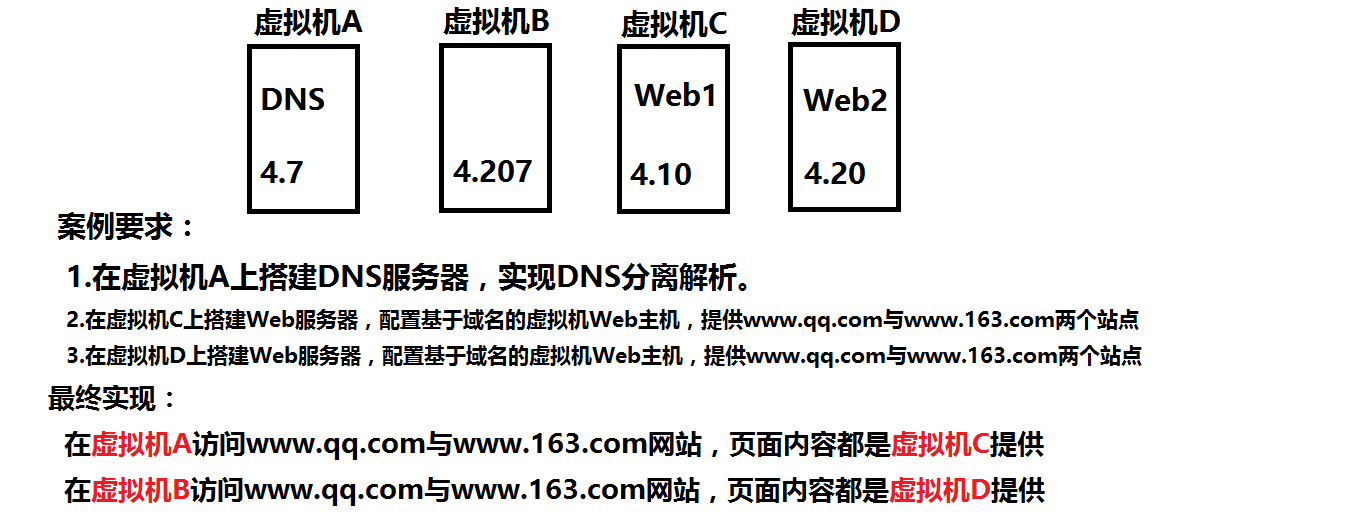 虚拟机A 虚拟机B 虚拟机C 虚拟机D
DNS Web1 Web2
4.7 4.207 4.10 4.20
案例要求：
1.在虚拟机A上搭建DNS服务器，实现DNS分离解析。
2.在虚拟机C上搭建Web服务器，配置基于域名的虚拟机Web主机，提供www.qq.com与www.163.com两个站点
3.在虚拟机D上搭建Web服务器，配置基于域名的虚拟机Web主机，提供www.qq.com与www.163.com两个站点
最终实现：
在虚拟机A访问www.qq.com与www.163.com网站，页面内容都是虚拟机C提供
在虚拟机B访问www.qq.com与www.163.com网站，页面内容都是虚拟机D提供